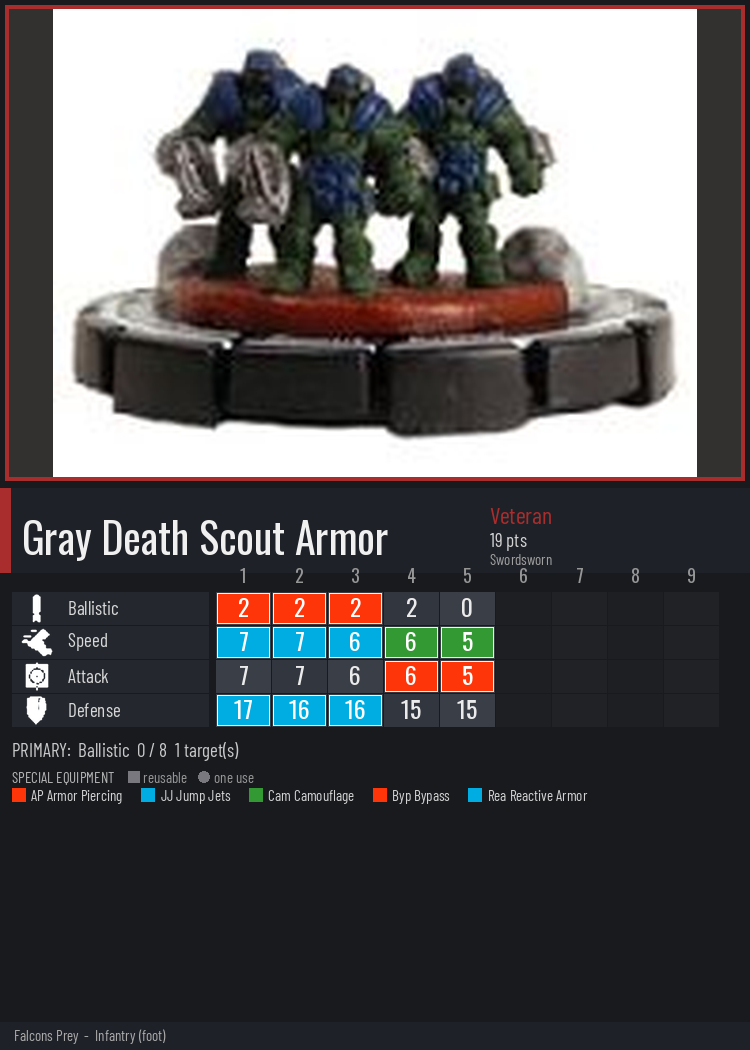 Gray Death Scout Armor
Veteran
19 pts
Swordsworn
1 2 3 4 5 6 7 8 9
Ballistic 2 2 2 2 0
Speed 7 7 6 6 5
Attack 7 7 6 6 5
Defense 17 16 16 15 15
PRIMARY: Ballistic 0 / 8 1 target(s)
SPECIAL EQUIPMENT reusable one use
AP Armor Piercing JJ Jump Jets Cam Camouflage Byp Bypass Rea Reactive Armor
Falcons Prey - Infantry (foot)